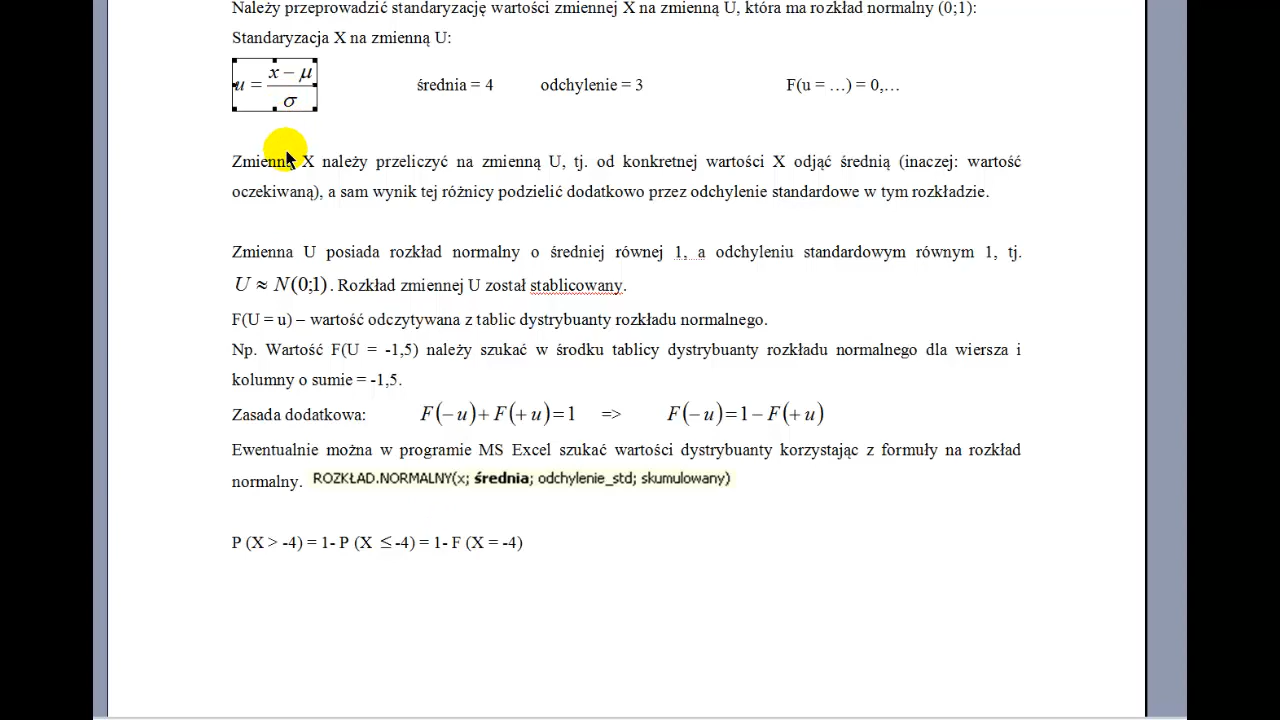 Należy przeprowadzić standaryzację wartości zmiennej X na zmienną U, która ma rozkład normalny (0;1):
Standaryzacja X na zmienną U:
u = (x − μ) / σ średnia = 4 odchylenie = 3 F(u = …) = 0,…
Zmienną X należy przeliczyć na zmienną U, tj. od konkretnej wartości X odjąć średnią (inaczej: wartość
oczekiwaną), a sam wynik tej różnicy podzielić dodatkowo przez odchylenie standardowe w tym rozkładzie.
Zmienna U posiada rozkład normalny o średniej równej 1, a odchyleniu standardowym równym 1, tj.
U ≈ N(0;1). Rozkład zmiennej U został stablicowany.
F(U = u) – wartość odczytywana z tablic dystrybuanty rozkładu normalnego.
Np. Wartość F(U = -1,5) należy szukać w środku tablicy dystrybuanty rozkładu normalnego dla wiersza i
kolumny o sumie = -1,5.
Zasada dodatkowa: F(−u)+F(+u)=1 => F(−u)=1−F(+u)
Ewentualnie można w programie MS Excel szukać wartości dystrybuanty korzystając z formuły na rozkład
normalny. ROZKŁAD.NORMALNY(x; średnia; odchylenie_std; skumulowany)
P (X > -4) = 1- P (X ≤ -4) = 1- F (X = -4)